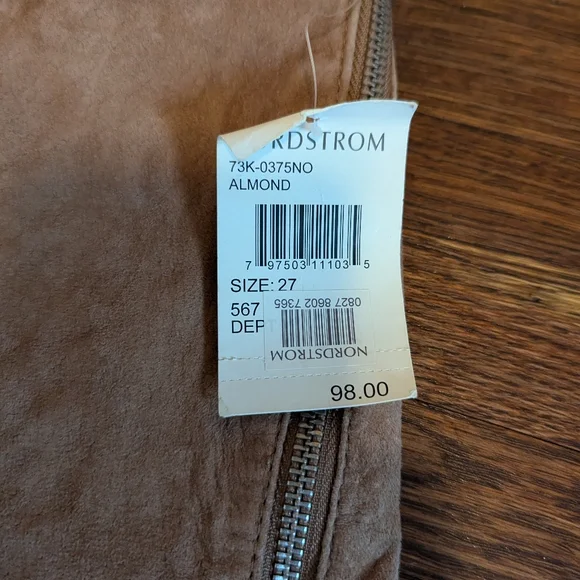 RDSTROM
73K-0375NO
ALMOND
7 97503 11103 5
SIZE: 27
567
DEPT
0827 8602 7365
NORDSTROM
98.00